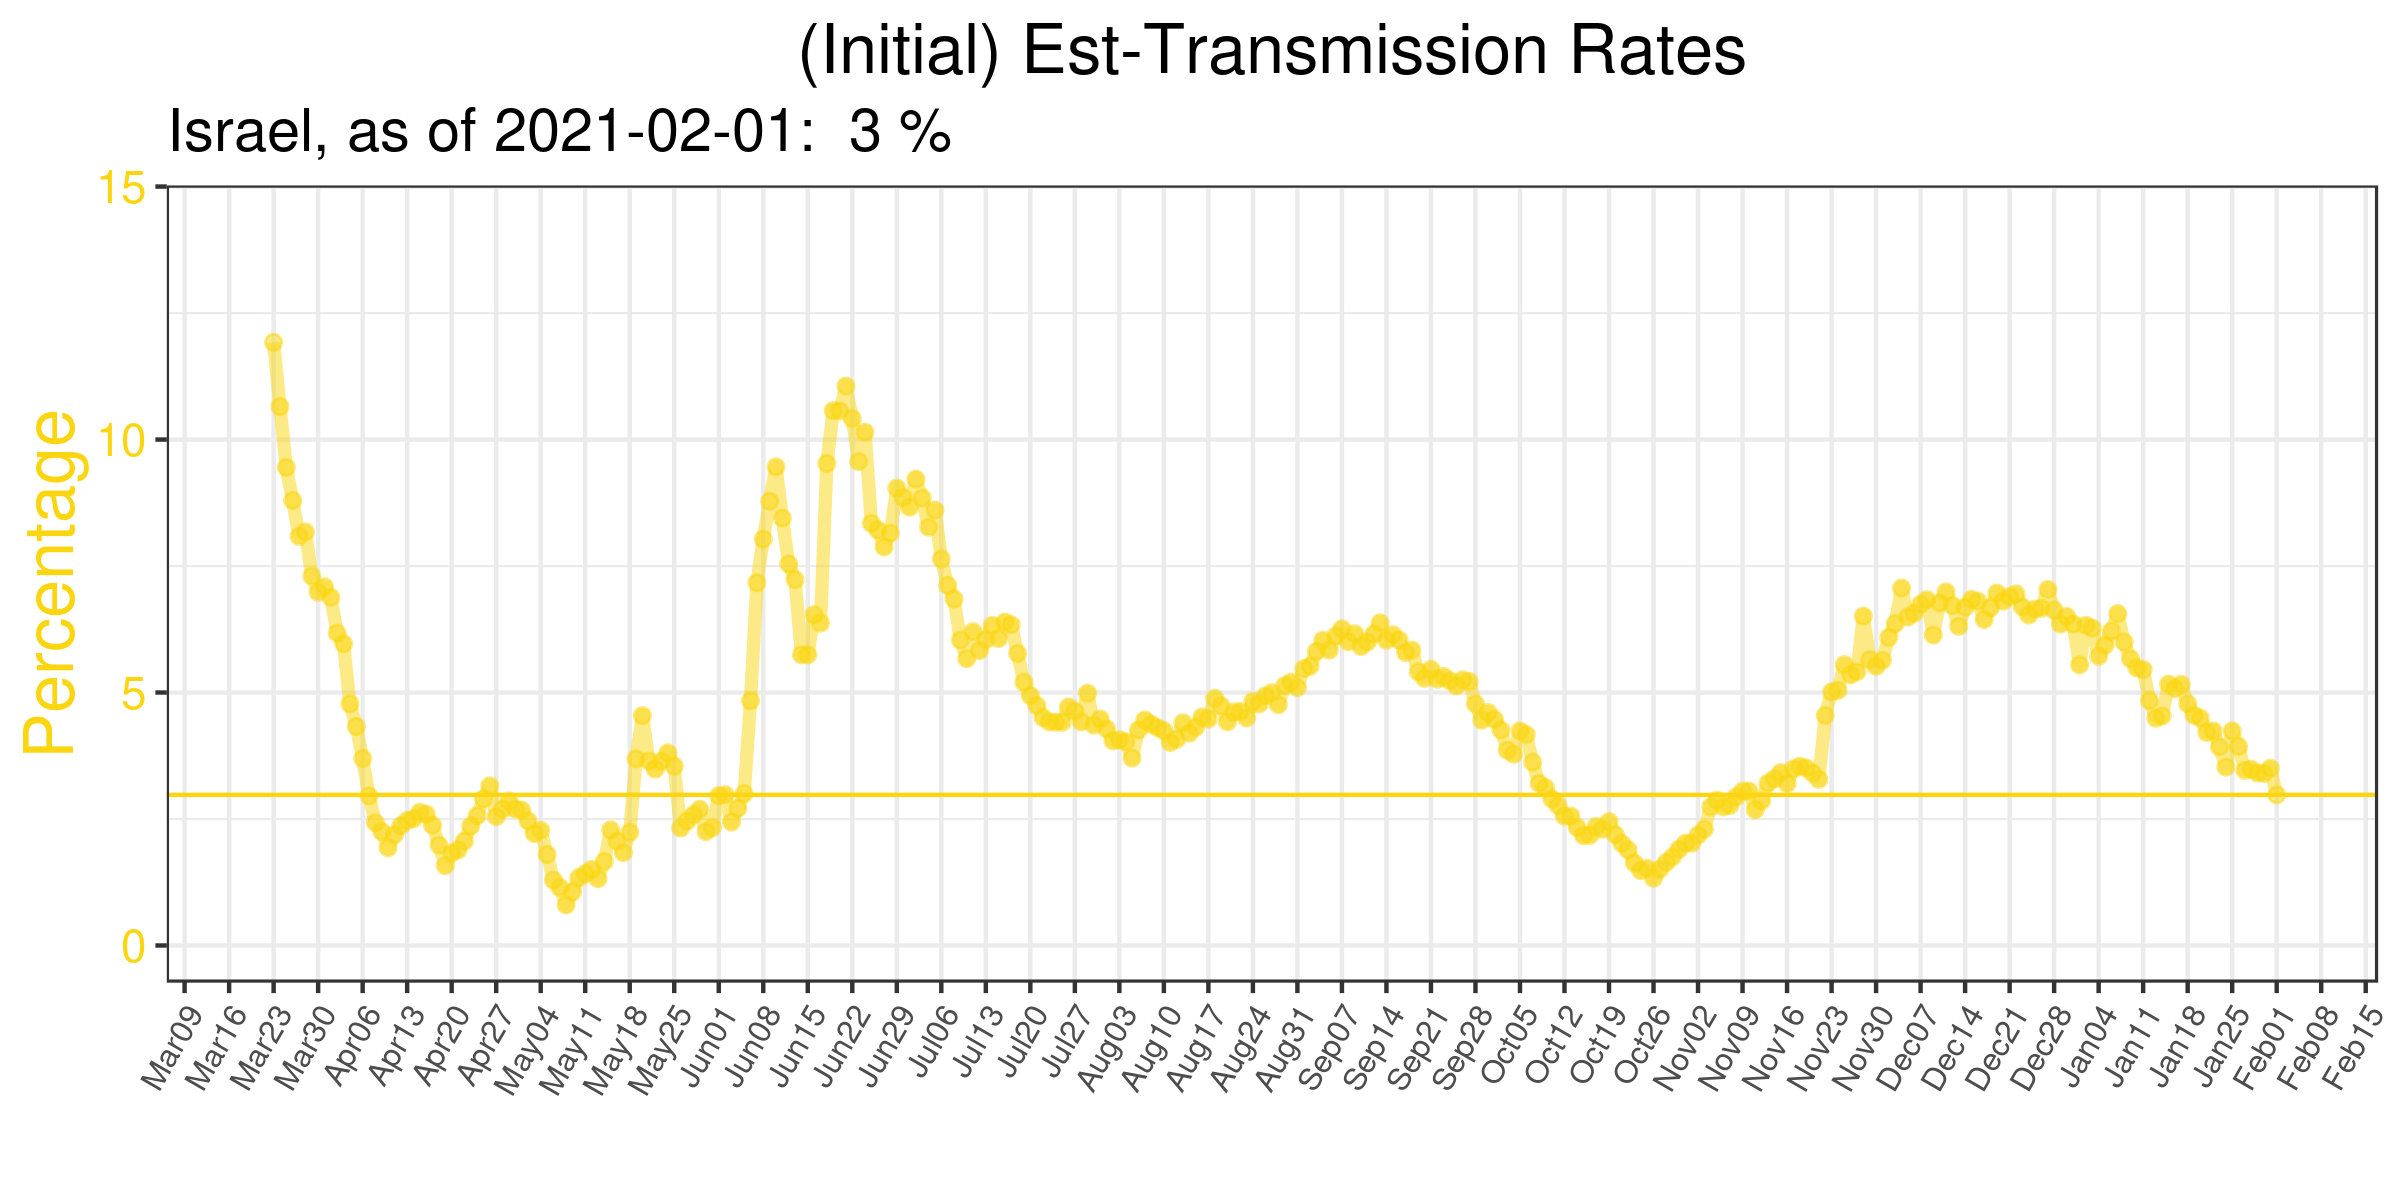 (Initial) Est-Transmission Rates
Israel, as of 2021-02-01:  3 %
Percentage
15
10
5
0
Mar09 Mar16 Mar23 Mar30 Apr06 Apr13 Apr20 Apr27 May04 May11 May18 May25 Jun01 Jun08 Jun15 Jun22 Jun29 Jul06 Jul13 Jul20 Jul27 Aug03 Aug10 Aug17 Aug24 Aug31 Sep07 Sep14 Sep21 Sep28 Oct05 Oct12 Oct19 Oct26 Nov02 Nov09 Nov16 Nov23 Nov30 Dec07 Dec14 Dec21 Dec28 Jan04 Jan11 Jan18 Jan25 Feb01 Feb08 Feb15